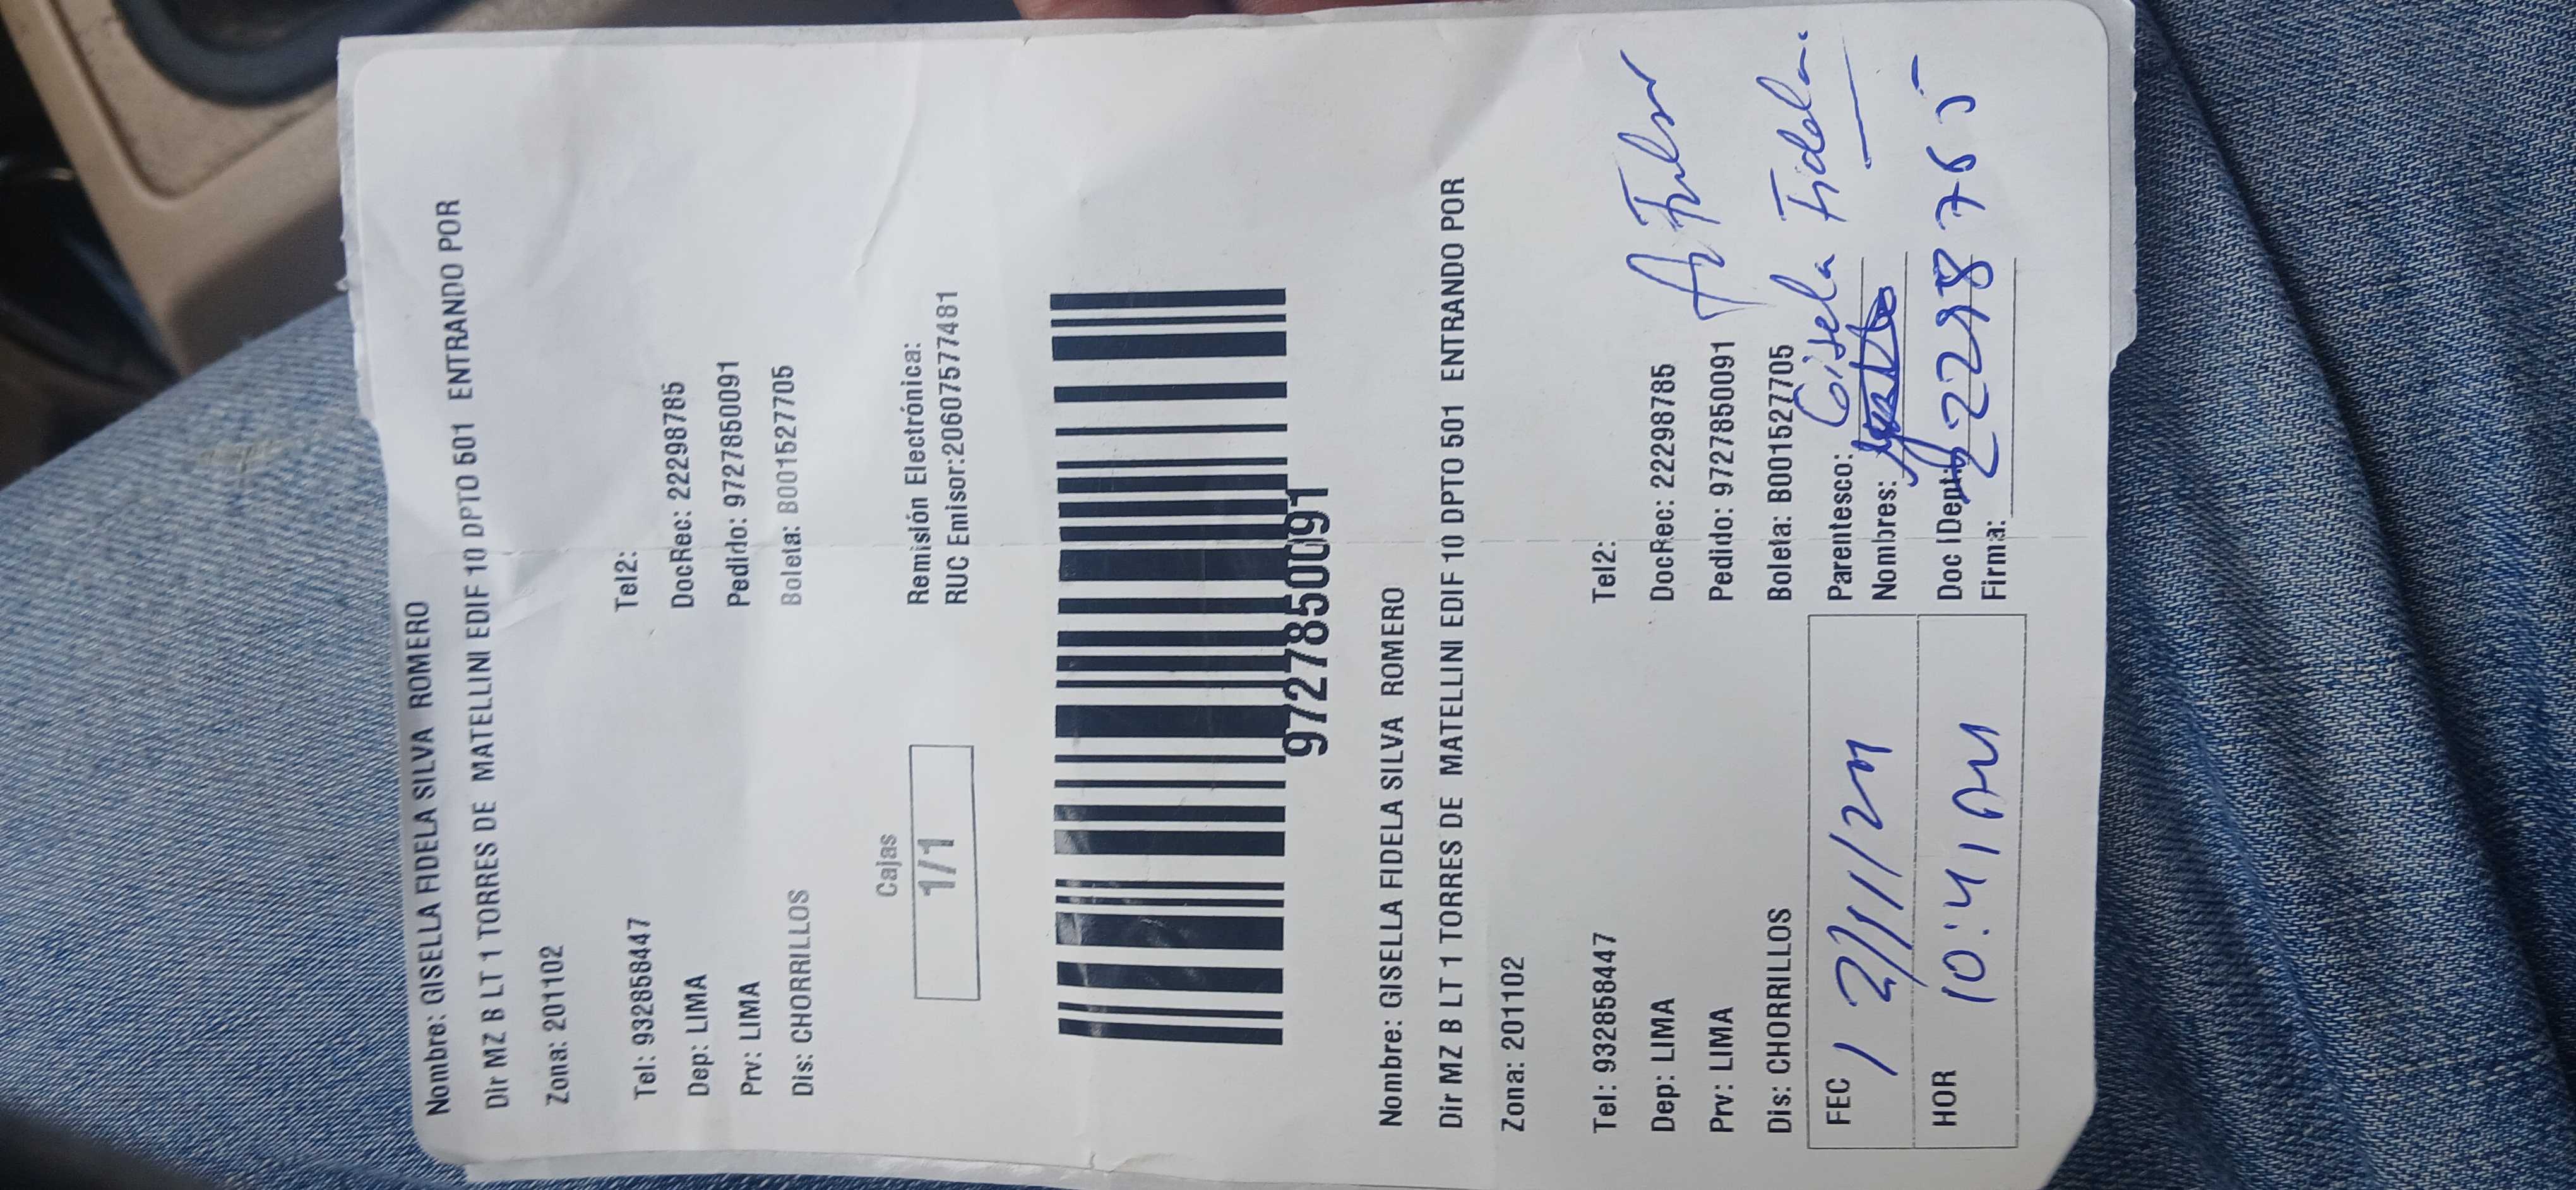 Nombre: GISELLA FIDELA SILVA ROMERO
Dir MZ B LT 1 TORRES DE MATELLINI EDIF 10 DPTO 501 ENTRANDO POR
Zona: 201102
Tel: 932858447 Tel2:
Dep: LIMA DocRec: 22298785
Prv: LIMA Pedido: 9727850091
Dis: CHORRILLOS Boleta: B001527705
Cajas
1/1
Remisión Electrónica:
RUC Emisor:20607577481
9727850091
Nombre: GISELLA FIDELA SILVA ROMERO
Dir MZ B LT 1 TORRES DE MATELLINI EDIF 10 DPTO 501 ENTRANDO POR
Zona: 201102
Tel: 932858447 Tel2:
Dep: LIMA DocRec: 22298785
Prv: LIMA Pedido: 9727850091
Dis: CHORRILLOS Boleta: B001527705
FEC
Parentesco: Gisela Fidela
Nombres:
HOR 10:41 AM
Doc IDept: 22298765
Firma: